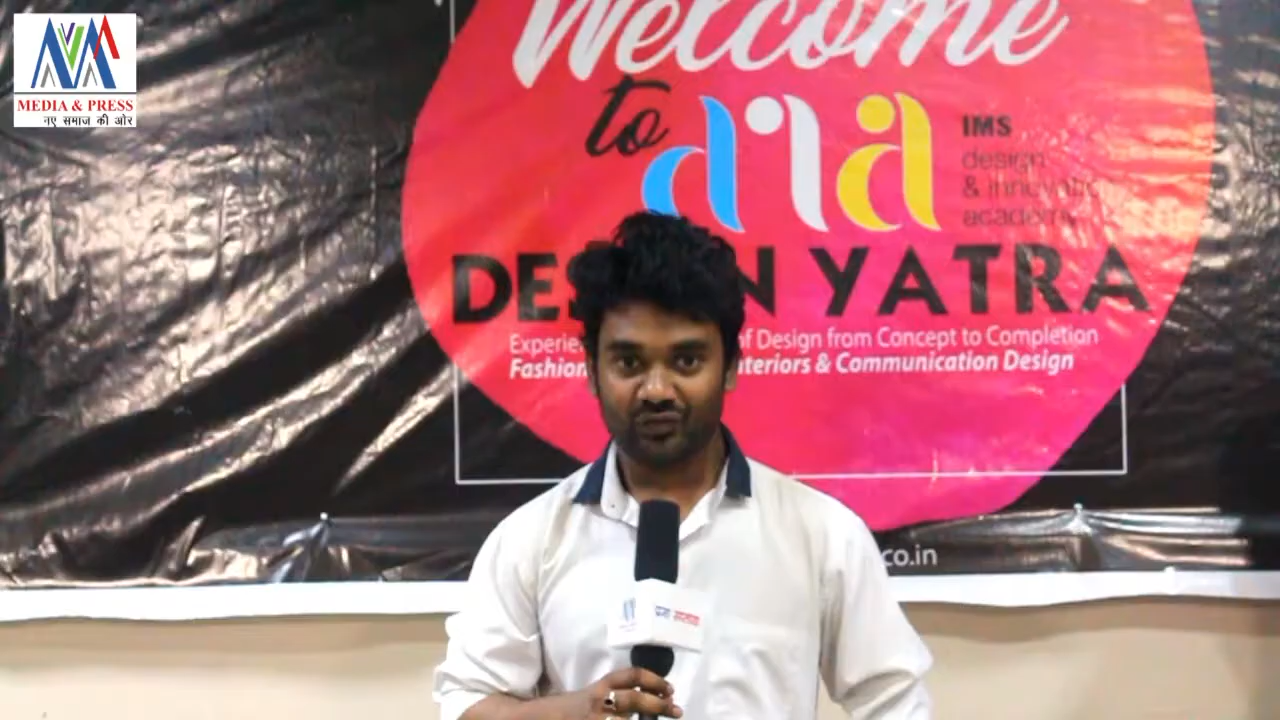 MEDIA & PRESS
नए समाज की ओर
Welcome
to
IMS
design
academy
YATRA
of Design from Concept to Completion
Fashion nteriors & Communication Design
co.in